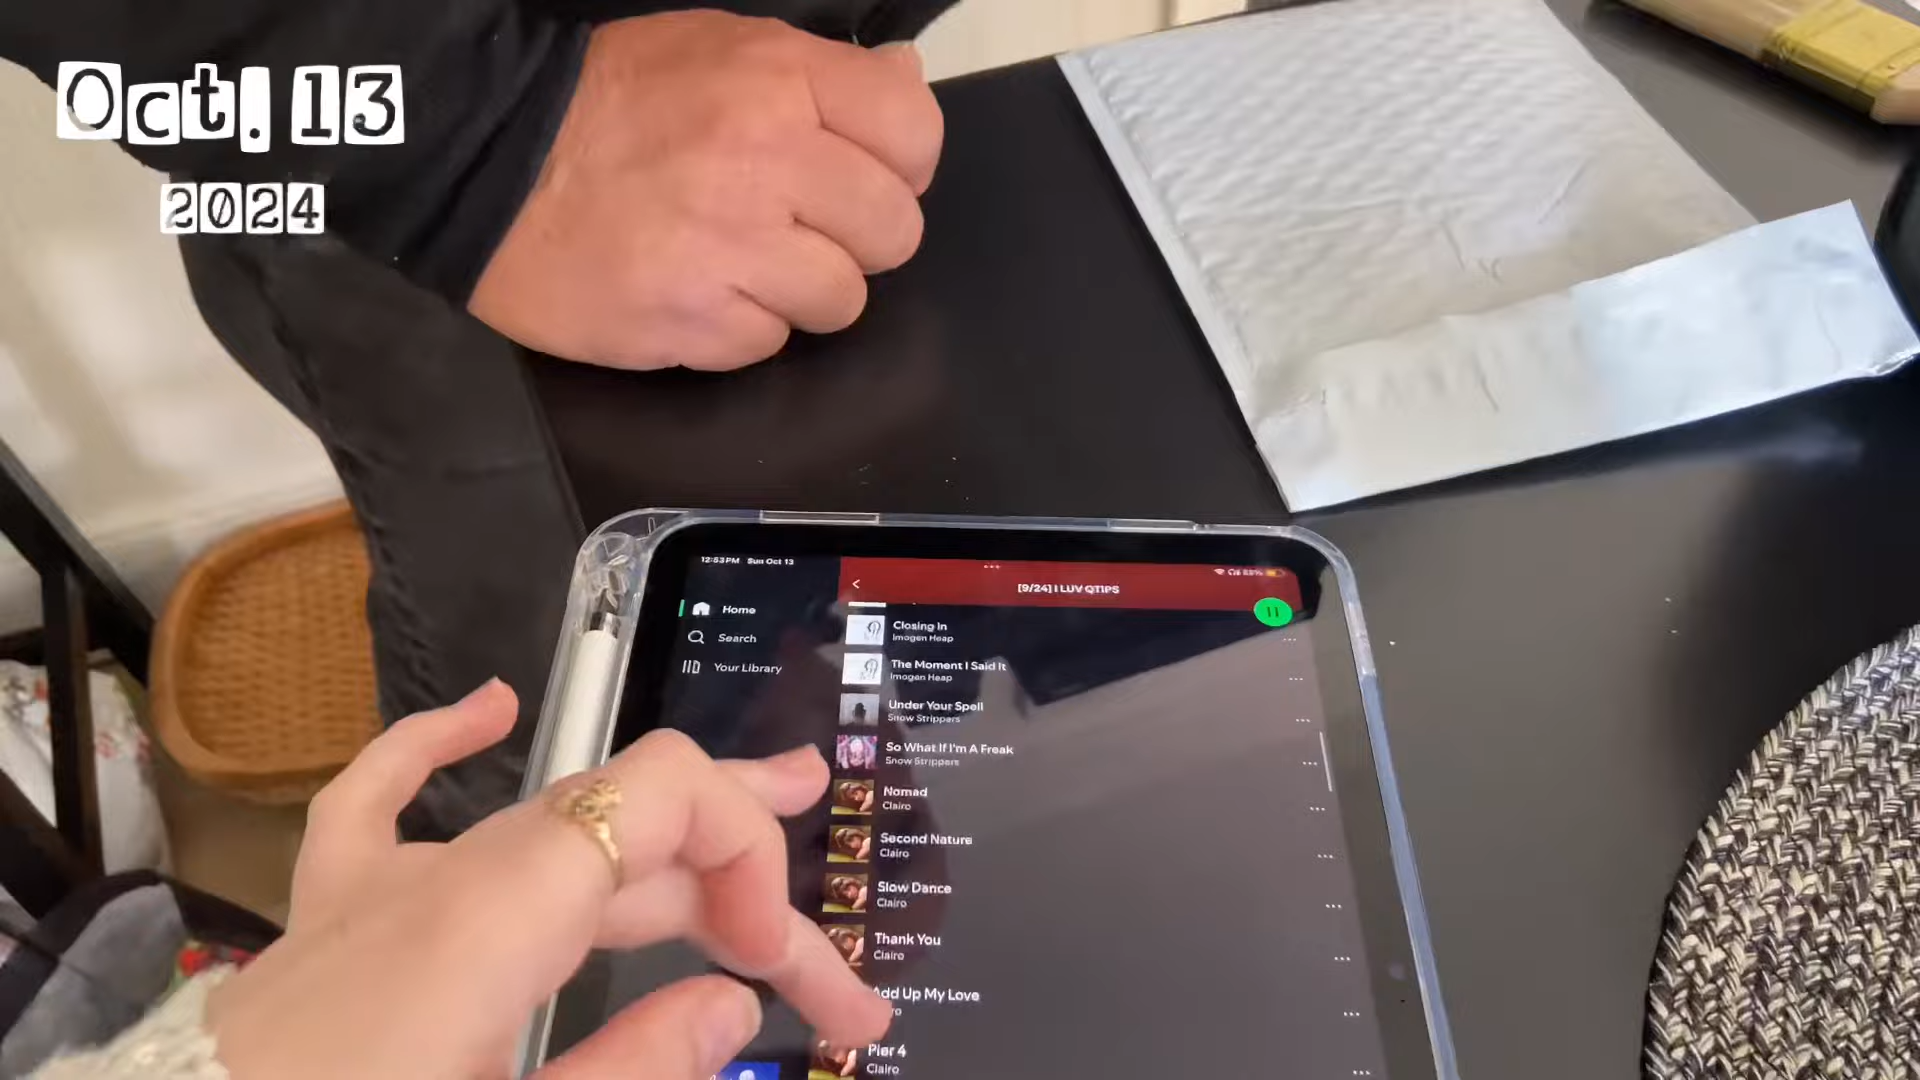 Oct. 13
2024
12:53PM Sun Oct 13
[9/24] I LUV QTIPS
Home
Search
Your Library
Closing In
Imogen Heap
The Moment I Said It
Imogen Heap
Under Your Spell
Snow Strippers
So What If I'm A Freak
Snow Strippers
Nomad
Clairo
Second Nature
Clairo
Slow Dance
Clairo
Thank You
Clairo
Add Up My Love
Pier 4
Clairo